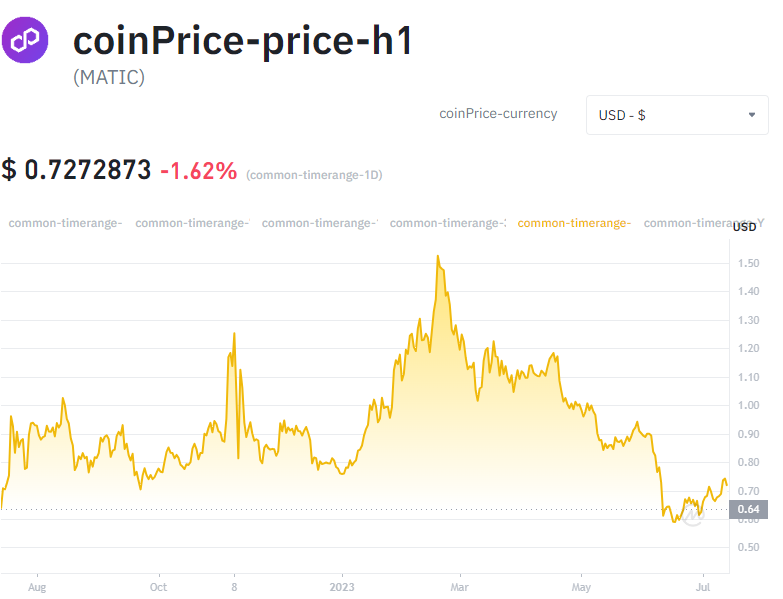 coinPrice-price-h1
(MATIC)
coinPrice-currency USD - $
$ 0.7272873 -1.62% (common-timerange-1D)
common-timerange- common-timerange- common-timerange- common-timerange- common-timerange- common-timerange-Y
USD
1.50
1.40
1.30
1.20
1.10
1.00
0.90
0.80
0.70
0.64
0.60
0.50
Aug Oct 8 2023 Mar May Jul